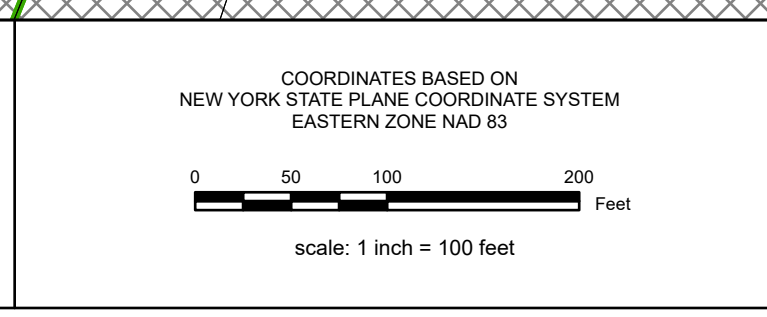 COORDINATES BASED ON
NEW YORK STATE PLANE COORDINATE SYSTEM
EASTERN ZONE NAD 83
0 50 100 200
Feet
scale: 1 inch = 100 feet